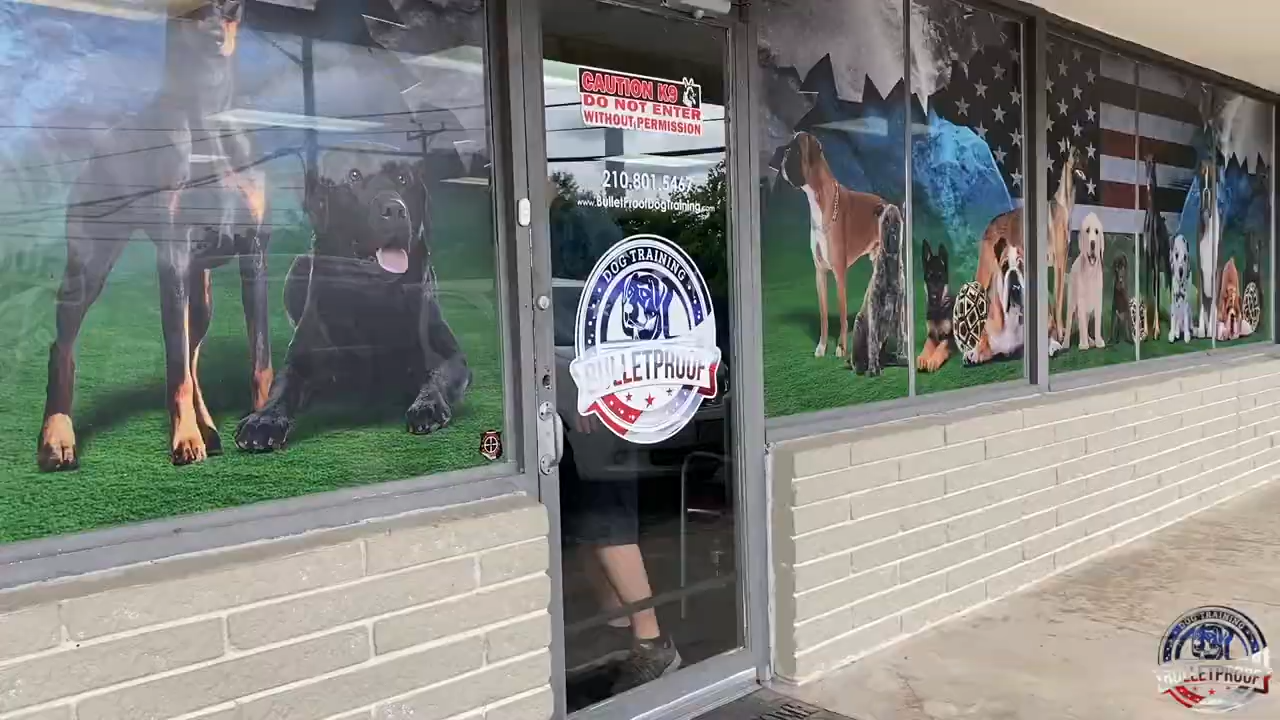 CAUTION K9
DO NOT ENTER
WITHOUT PERMISSION
210.801.5467
www.BulletProofDogTraining.com
DOG TRAINING
BULLETPROOF
DOG TRAINING
BULLETPROOF